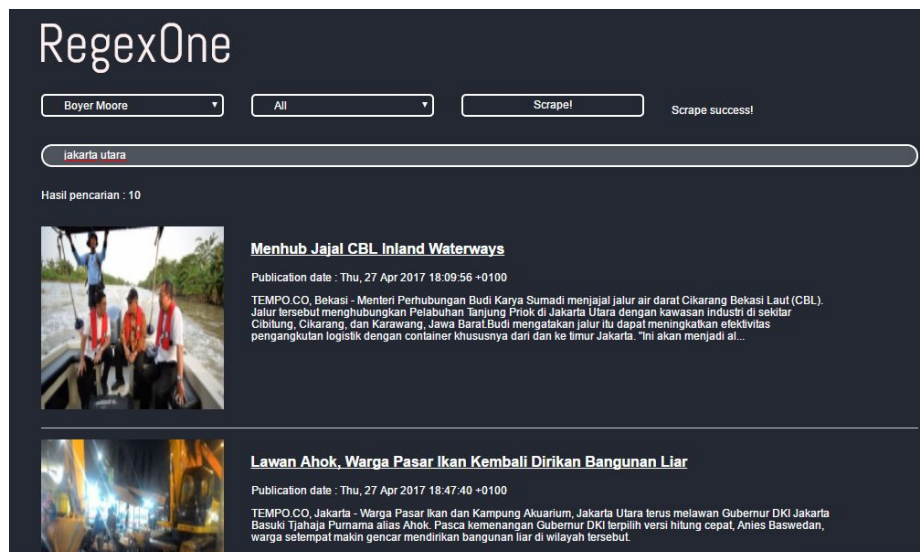 RegexOne
Boyer Moore All Scrape! Scrape success!
jakarta utara
Hasil pencarian : 10
Menhub Jajal CBL Inland Waterways
Publication date : Thu, 27 Apr 2017 18:09:56 +0100
TEMPO.CO, Bekasi - Menteri Perhubungan Budi Karya Sumadi menjajal jalur air darat Cikarang Bekasi Laut (CBL).
Jalur tersebut menghubungkan Pelabuhan Tanjung Priok di Jakarta Utara dengan kawasan industri di sekitar
Cibitung, Cikarang, dan Karawang, Jawa Barat.Budi mengatakan jalur itu dapat meningkatkan efektivitas
pengangkutan logistik dengan container khususnya dari dan ke timur Jakarta. "Ini akan menjadi al...
Lawan Ahok, Warga Pasar Ikan Kembali Dirikan Bangunan Liar
Publication date : Thu, 27 Apr 2017 18:47:40 +0100
TEMPO.CO, Jakarta - Warga Pasar Ikan dan Kampung Akuarium, Jakarta Utara terus melawan Gubernur DKI Jakarta
Basuki Tjahaja Purnama alias Ahok. Pasca kemenangan Gubernur DKI terpilih versi hitung cepat, Anies Baswedan,
warga setempat makin gencar mendirikan bangunan liar di wilayah tersebut.